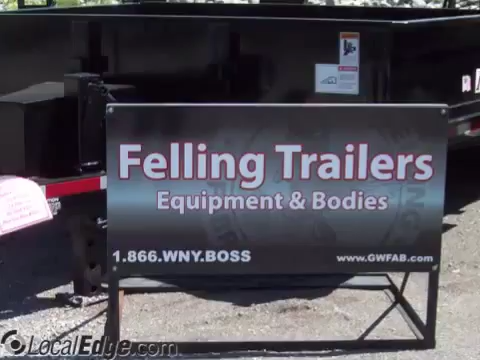 Felling Trailers
Equipment & Bodies
1.866.WNY.BOSS
www.GWFAB.com
LocalEdge.com